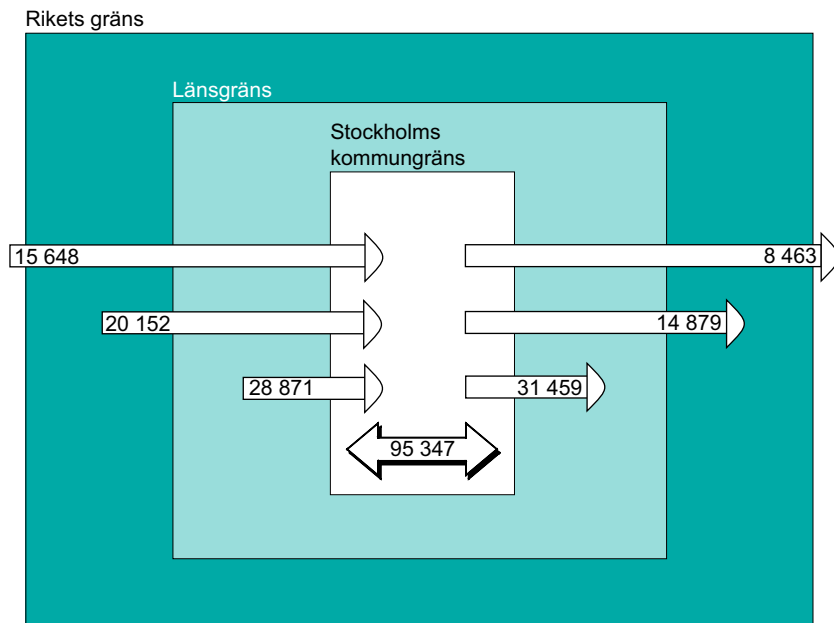 Rikets gräns
Länsgräns
Stockholms
kommungräns
15 648
8 463
20 152
14 879
28 871
31 459
95 347